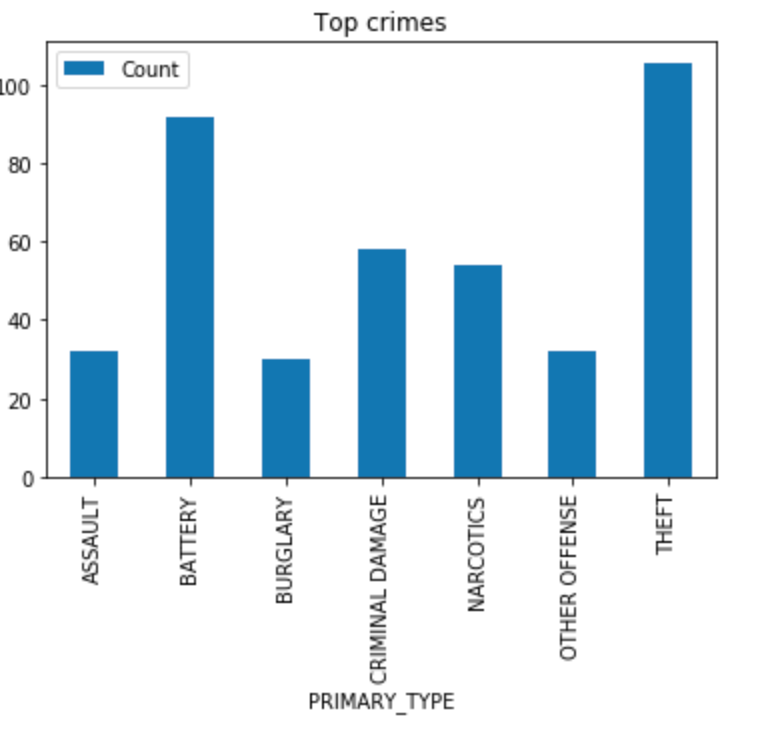 Top crimes
Count
100
80
60
40
20
0
ASSAULT
BATTERY
BURGLARY
CRIMINAL DAMAGE
NARCOTICS
OTHER OFFENSE
THEFT
PRIMARY_TYPE